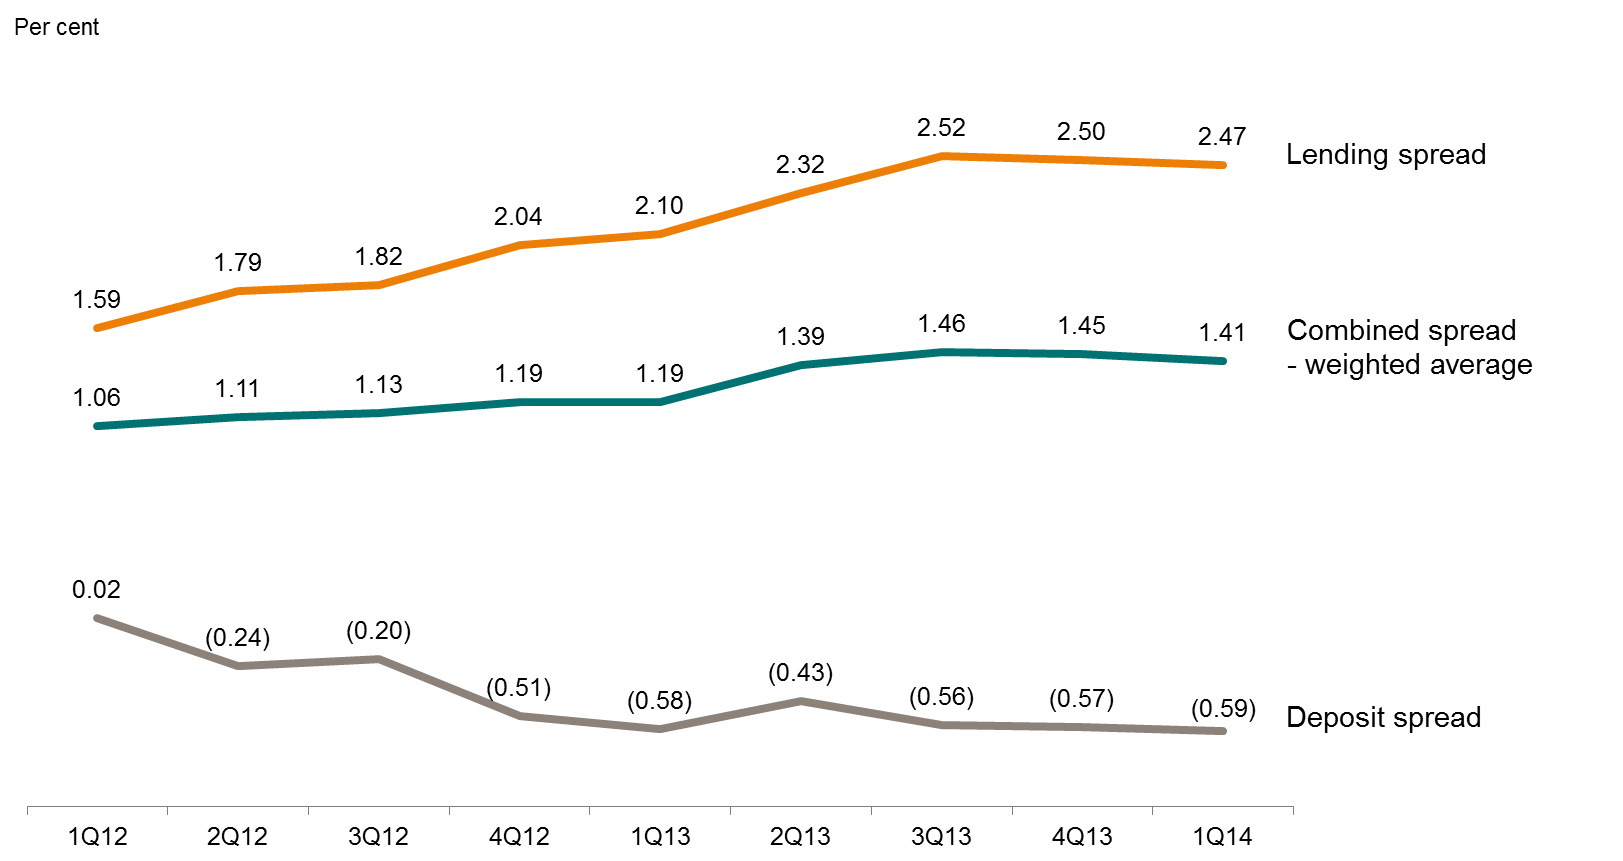 Per cent
1.59
1.79
1.82
2.04
2.10
2.32
2.52
2.50
2.47
Lending spread
1.06
1.11
1.13
1.19
1.19
1.39
1.46
1.45
1.41
Combined spread
- weighted average
0.02
(0.24)
(0.20)
(0.51)
(0.58)
(0.43)
(0.56)
(0.57)
(0.59)
Deposit spread
1Q12
2Q12
3Q12
4Q12
1Q13
2Q13
3Q13
4Q13
1Q14